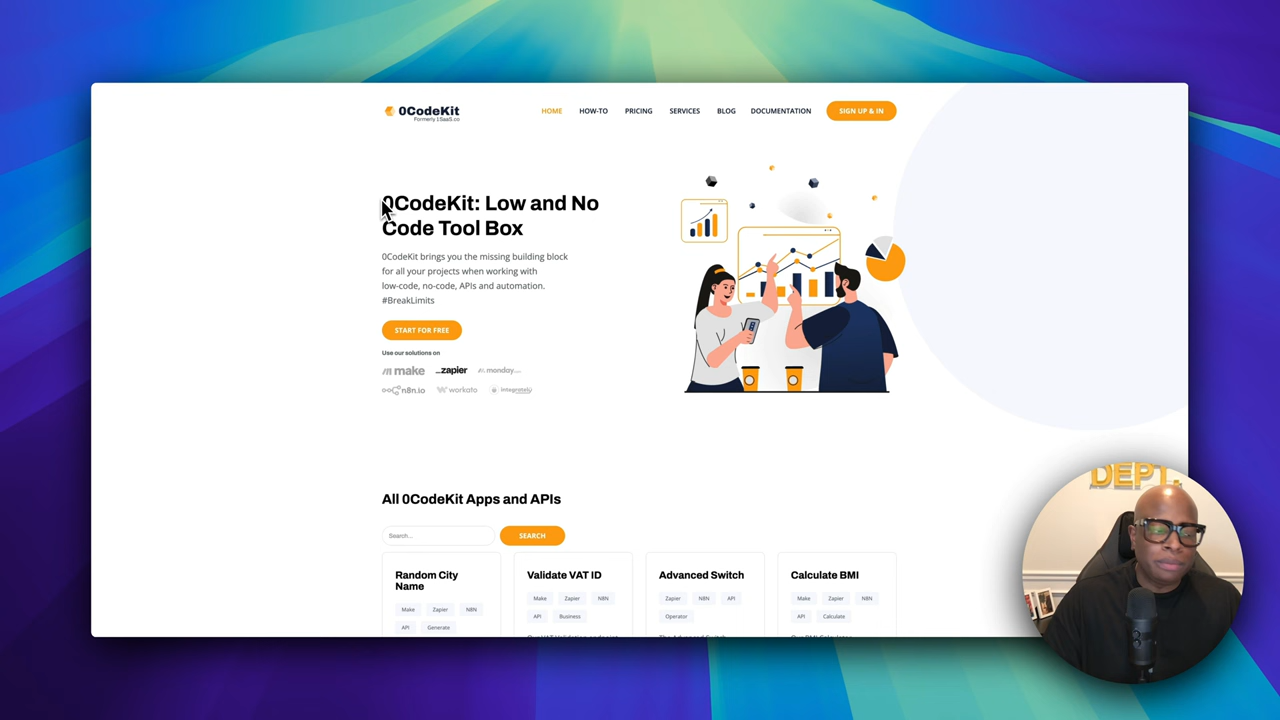 0CodeKit
Formerly 1SaaS.co
HOME HOW-TO PRICING SERVICES BLOG DOCUMENTATION SIGN UP & IN
0CodeKit: Low and No
Code Tool Box
0CodeKit brings you the missing building block
for all your projects when working with
low-code, no-code, APIs and automation.
#BreakLimits
START FOR FREE
Use our solutions on
make zapier monday
n8n.io workato integrately
All 0CodeKit Apps and APIs
Search...
SEARCH
Random City
Name
Make Zapier N8N
API Generate
Validate VAT ID
Make Zapier N8N
API Business
Advanced Switch
Zapier N8N API
Operator
The Advanced Switch
Calculate BMI
Make Zapier N8N
API Calculate
DEPT.